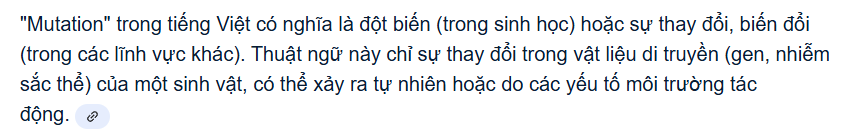 "Mutation" trong tiếng Việt có nghĩa là đột biến (trong sinh học) hoặc sự thay đổi, biến đổi
(trong các lĩnh vực khác). Thuật ngữ này chỉ sự thay đổi trong vật liệu di truyền (gen, nhiễm
sắc thể) của một sinh vật, có thể xảy ra tự nhiên hoặc do các yếu tố môi trường tác
động.